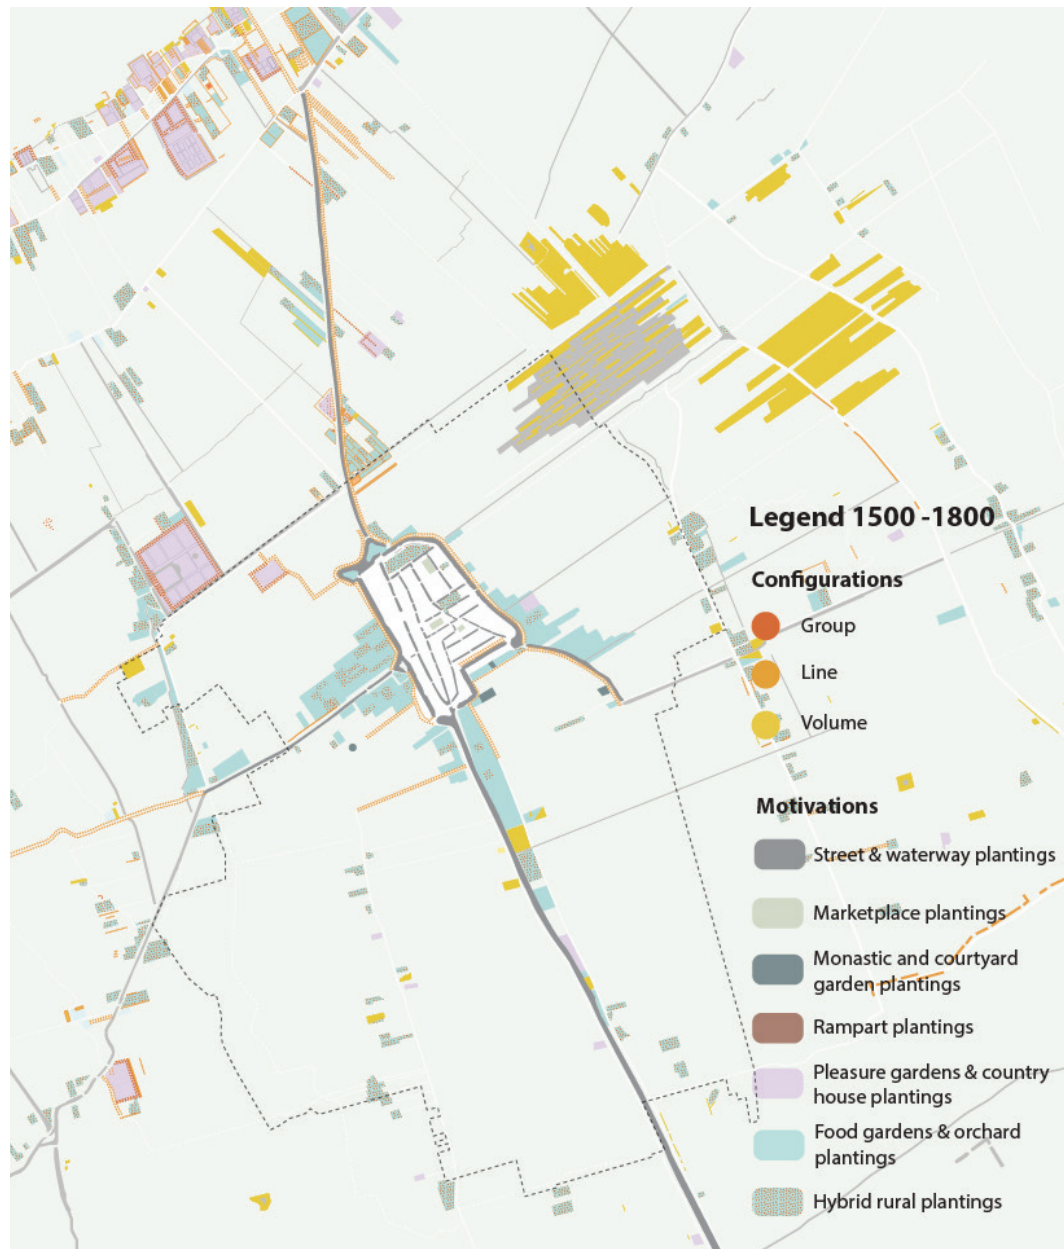 Legend 1500 -1800
Configurations
Group
Line
Volume
Motivations
Street & waterway plantings
Marketplace plantings
Monastic and courtyard
garden plantings
Rampart plantings
Pleasure gardens & country
house plantings
Food gardens & orchard
plantings
Hybrid rural plantings